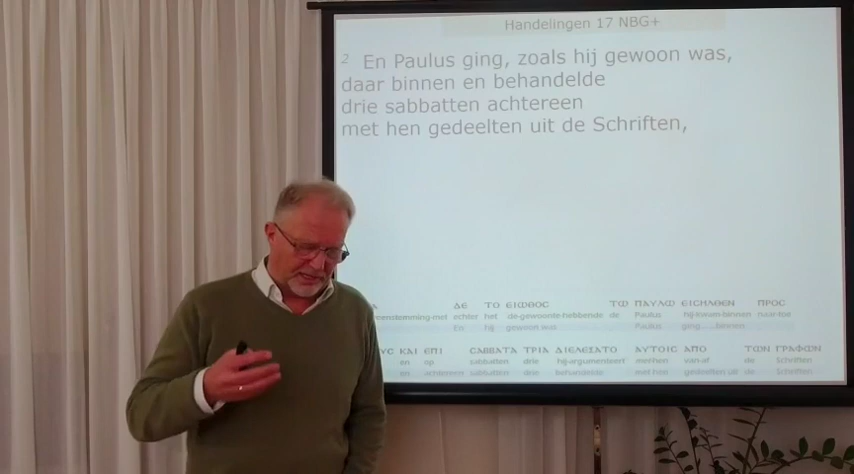 Handelingen 17 NBG+
2 En Paulus ging, zoals hij gewoon was,
daar binnen en behandelde
drie sabbatten achtereen
met hen gedeelten uit de Schriften,
ΔΕ ΤΟ ΕΙΩΘΟϹ ΤΩ ΠΑΥΛΩ ΕΙϹΗΛΘΕΝ ΠΡΟϹ
echter het de-gewoonte-hebbende de Paulus hij-kwam-binnen naar-toe
En hij gewoon was Paulus ging......binnen
ΥϹ ΚΑΙ ΕΠΙ ϹΑΒΒΑΤΑ ΤΡΙΑ ΔΙΕΛΕΞΑΤΟ ΑΥΤΟΙϹ ΑΠΟ ΤΩΝ ΓΡΑΦΩΝ
en op sabbatten drie hij-argumenteert met-hen van-af de Schriften
en achtereen sabbatten drie behandelde met hen gedeelten uit de Schriften